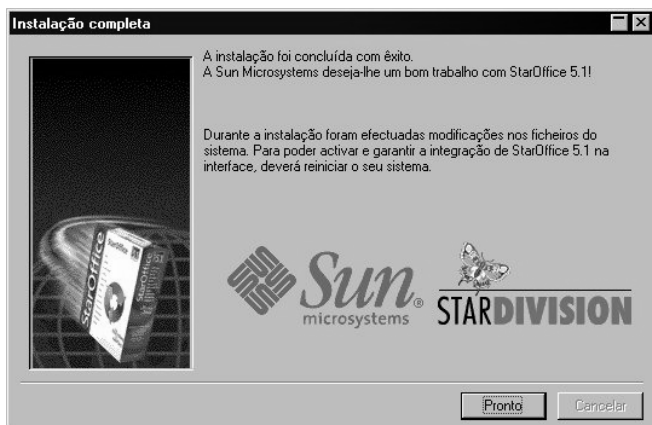 Instalação completa
A instalação foi concluída com êxito.
A Sun Microsystems deseja-lhe um bom trabalho com StarOffice 5.1!
Durante a instalação foram efectuadas modificações nos ficheiros do
sistema. Para poder activar e garantir a integração de StarOffice 5.1 na
interface, deverá reiniciar o seu sistema.
StarOffice
StarOffice
Sun
microsystems
STARDIVISION
Pronto
Cancelar